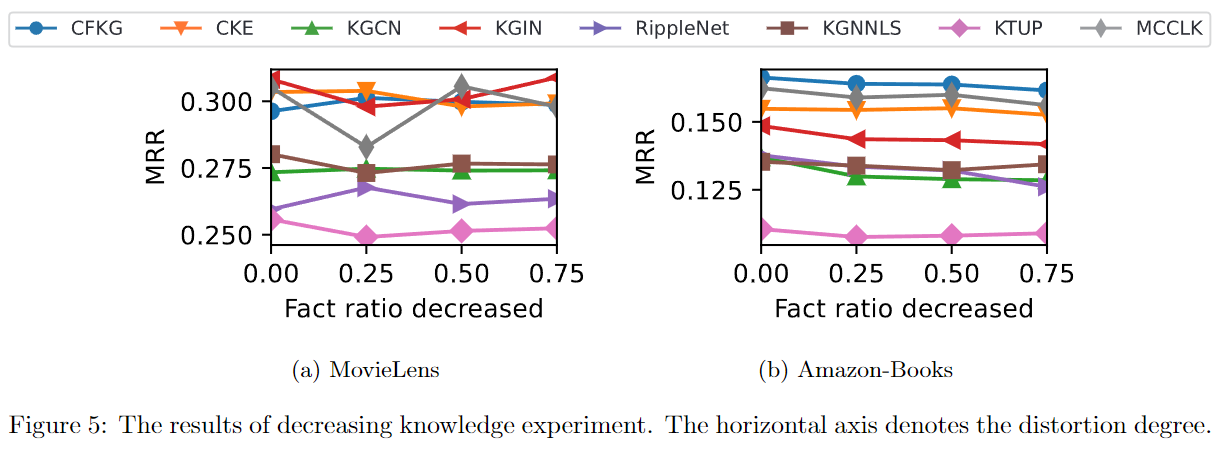 CFKG CKE KGCN KGIN RippleNet KGNNLS KTUP MCCLK
0.300
0.275
0.250
MRR
0.00 0.25 0.50 0.75
Fact ratio decreased
(a) MovieLens
0.150
0.125
MRR
0.00 0.25 0.50 0.75
Fact ratio decreased
(b) Amazon-Books
Figure 5: The results of decreasing knowledge experiment. The horizontal axis denotes the distortion degree.